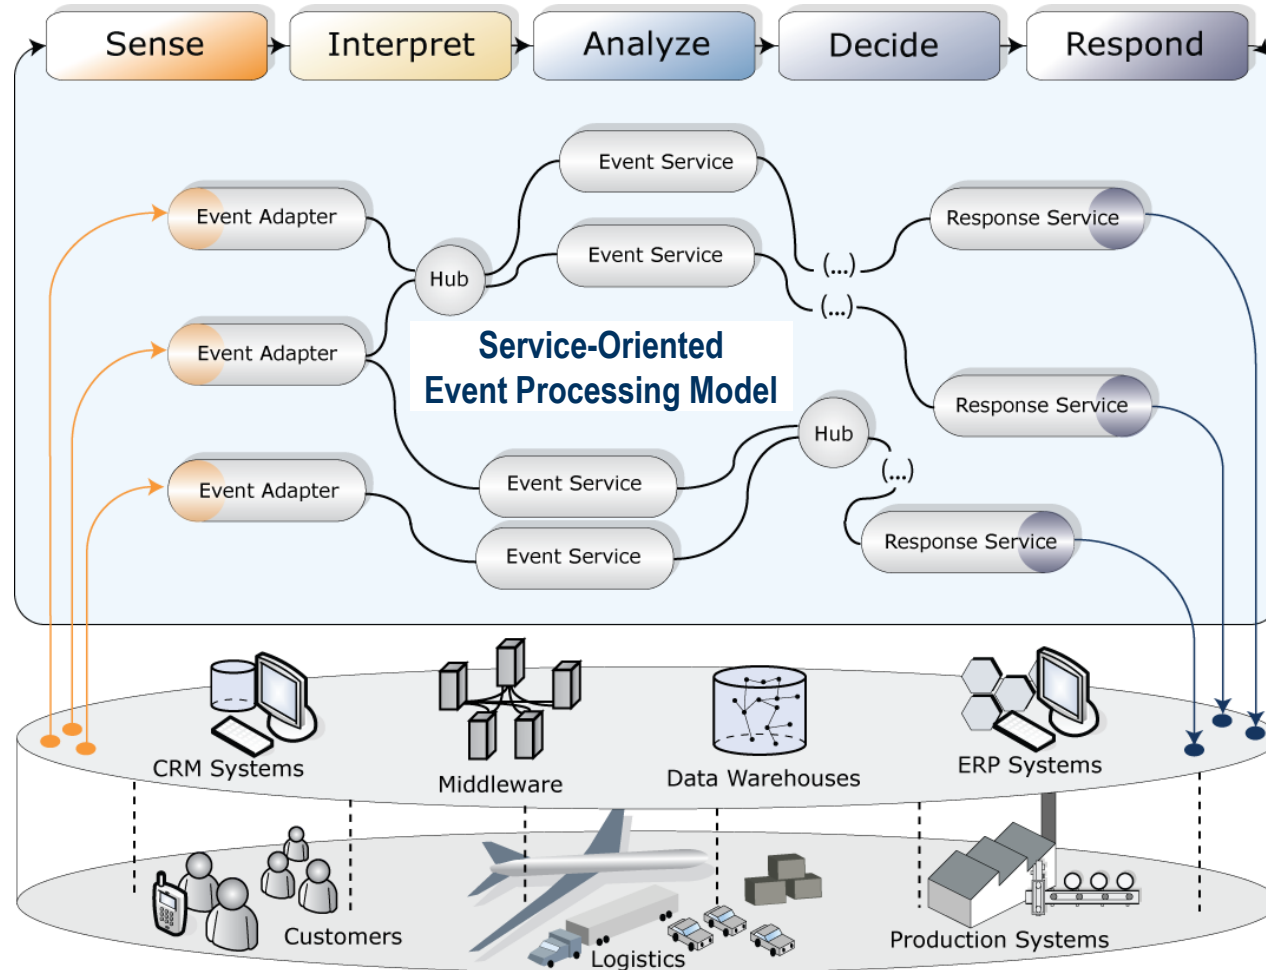 Sense
Interpret
Analyze
Decide
Respond
Event Service
Event Adapter
Response Service
Event Service
Hub
(...)
(...)
Service-Oriented
Event Processing Model
Event Adapter
Response Service
Hub
(...)
Event Adapter
Event Service
Response Service
Event Service
CRM Systems
Middleware
Data Warehouses
ERP Systems
Customers
Logistics
Production Systems